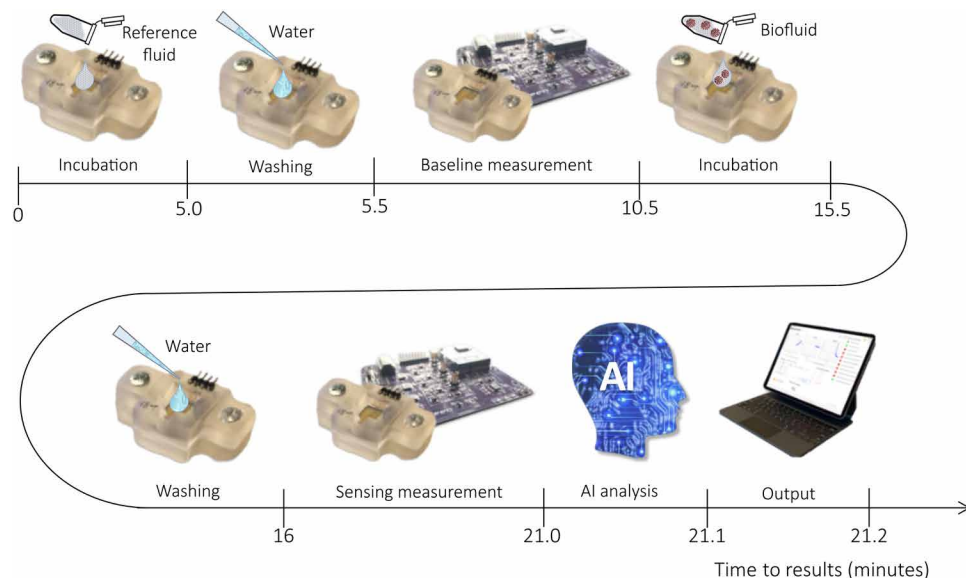 Reference
fluid
Water
Biofluid
Incubation
Washing
Baseline measurement
Incubation
0
5.0
5.5
10.5
15.5
Water
AI
Washing
Sensing measurement
AI analysis
Output
16
21.0
21.1
21.2
Time to results (minutes)